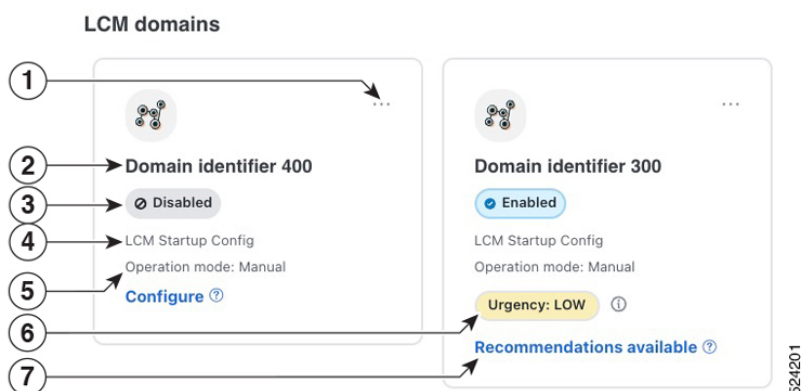 LCM domains
1
...
...
2
Domain identifier 400
Domain identifier 300
3
Disabled
Enabled
4
LCM Startup Config
LCM Startup Config
5
Operation mode: Manual
Operation mode: Manual
Configure ?
6
Urgency: LOW i
7
Recommendations available ?
524201